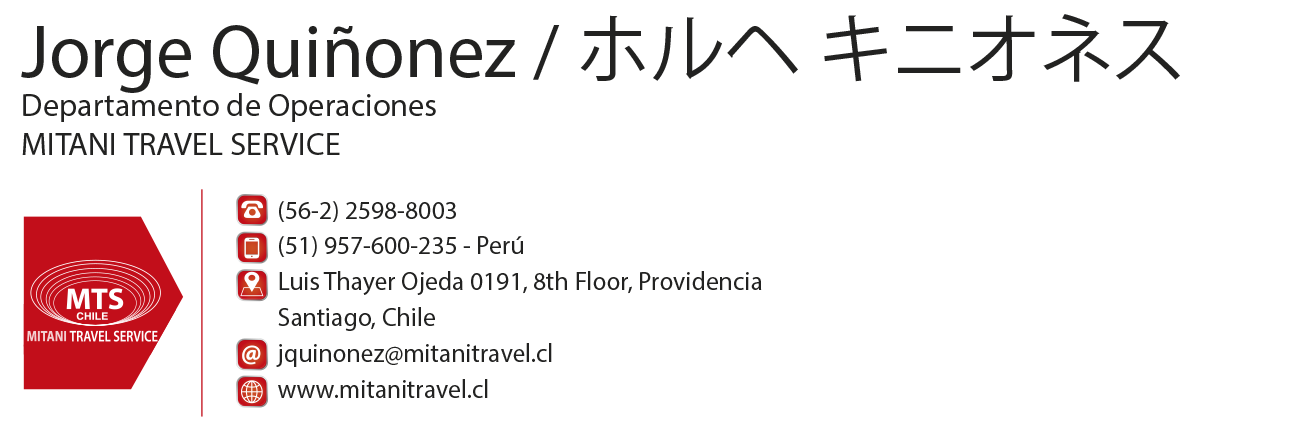 Jorge Quiñonez / ホルヘ キニオネス
Departamento de Operaciones
MITANI TRAVEL SERVICE
MTS
CHILE
MITANI TRAVEL SERVICE
(56-2) 2598-8003
(51) 957-600-235 - Perú
Luis Thayer Ojeda 0191, 8th Floor, Providencia
Santiago, Chile
@ jquinonez@mitanitravel.cl
www.mitanitravel.cl